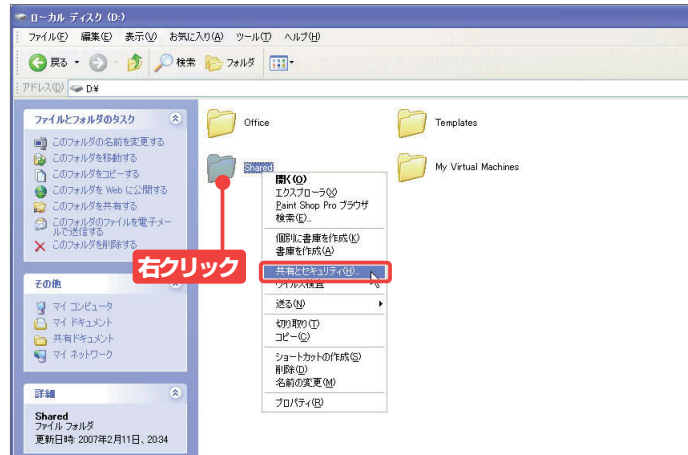 ローカル ディスク (D:)
ファイル(F) 編集(E) 表示(V) お気に入り(A) ツール(T) ヘルプ(H)
戻る 検索 フォルダ
アドレス(D) D:¥
ファイルとフォルダのタスク
このフォルダの名前を変更する
このフォルダを移動する
このフォルダをコピーする
このフォルダを Web に公開する
このフォルダを共有する
このフォルダのファイルを電子メー
ルで送信する
このフォルダを削除する
その他
マイ コンピュータ
マイ ドキュメント
共有ドキュメント
マイ ネットワーク
詳細
Shared
ファイル フォルダ
更新日時: 2007年2月11日、20:34
Office
Templates
Shared
My Virtual Machines
右クリック
開く(O)
エクスプローラ(X)
Paint Shop Pro ブラウザ
検索(E)...
個別に書庫を作成(K)
書庫を作成(A)
共有とセキュリティ(H)...
ウイルス検査
送る(N)
切り取り(T)
コピー(C)
ショートカットの作成(S)
削除(D)
名前の変更(M)
プロパティ(R)